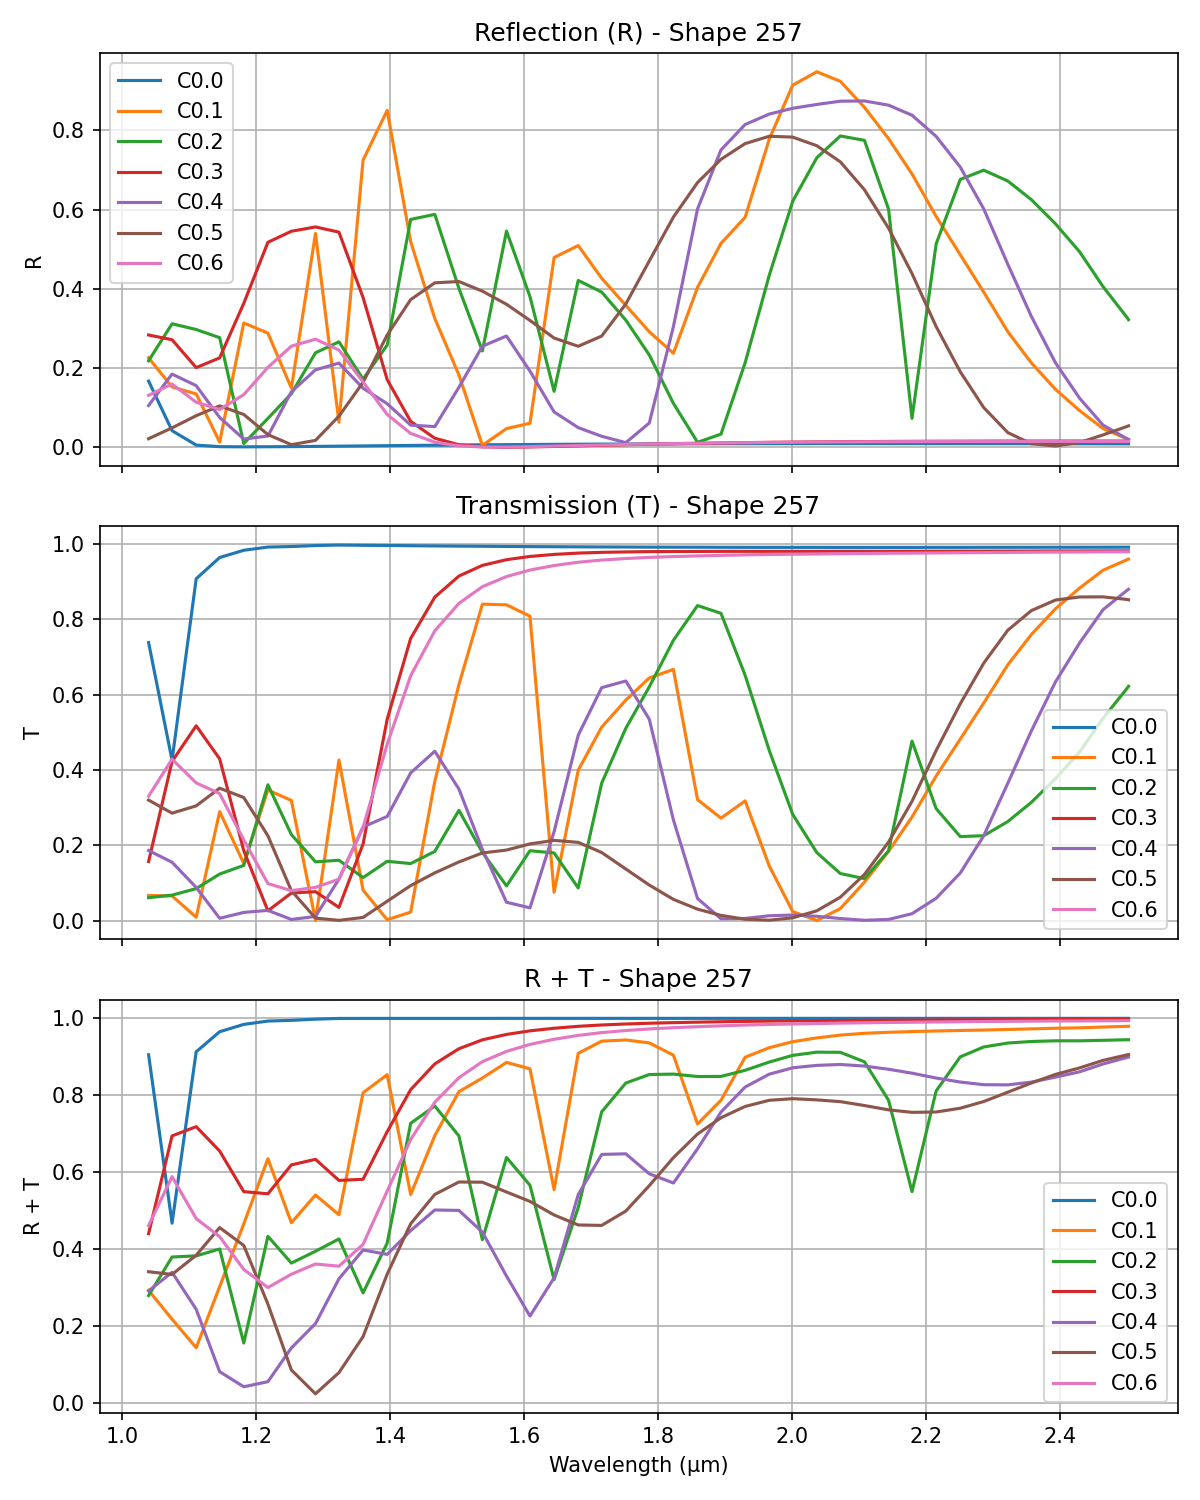 Reflection (R) - Shape 257
C0.0
C0.1
C0.2
C0.3
C0.4
C0.5
C0.6
0.8
0.6
0.4
0.2
0.0
R
Transmission (T) - Shape 257
1.0
0.8
0.6
0.4
0.2
0.0
T
C0.0
C0.1
C0.2
C0.3
C0.4
C0.5
C0.6
R + T - Shape 257
1.0
0.8
0.6
0.4
0.2
0.0
R + T
C0.0
C0.1
C0.2
C0.3
C0.4
C0.5
C0.6
1.0 1.2 1.4 1.6 1.8 2.0 2.2 2.4
Wavelength (μm)